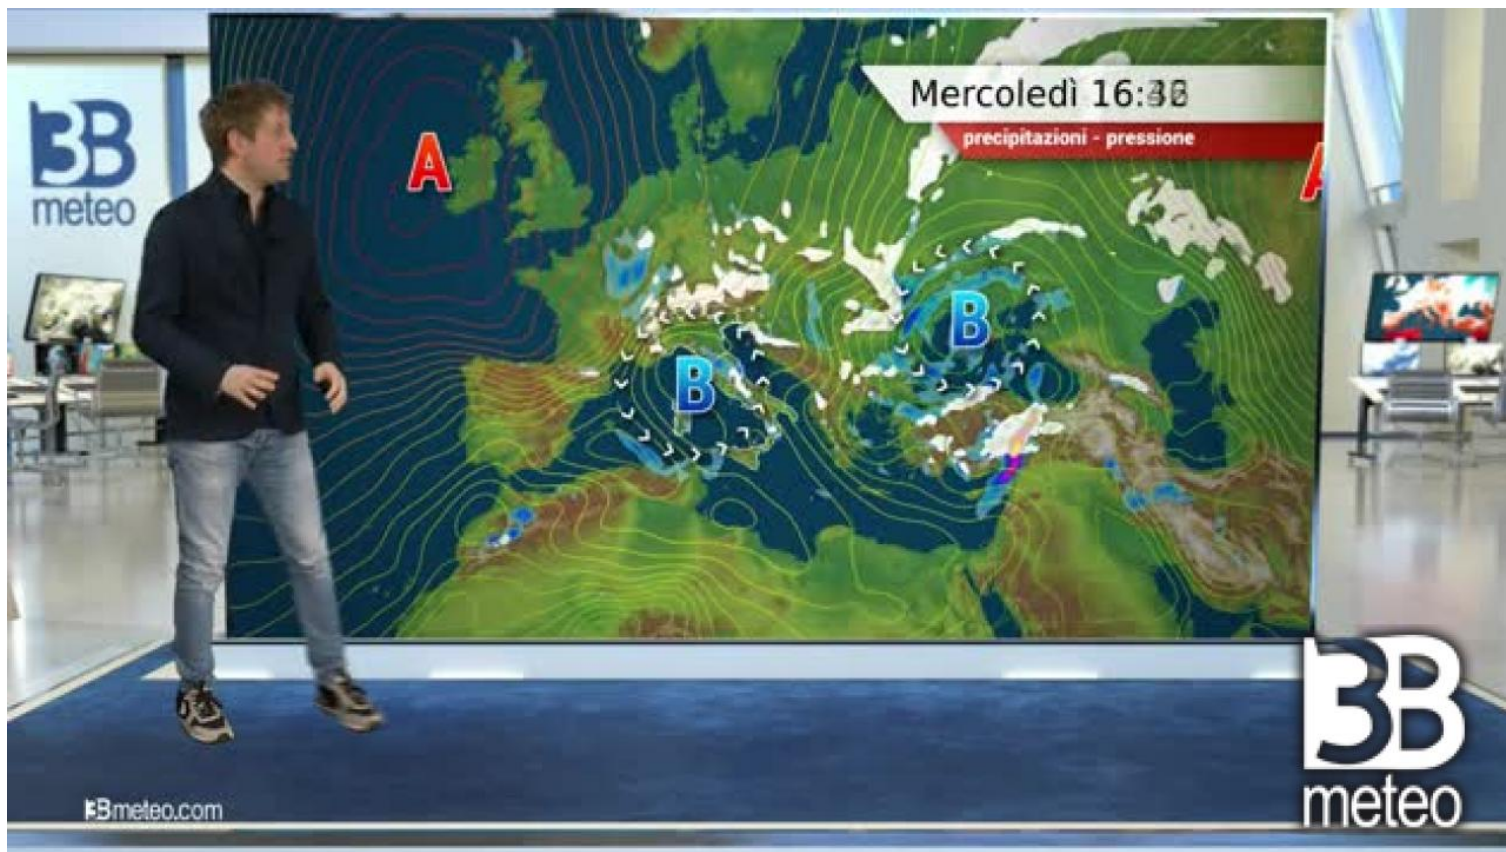 3B
meteo
Mercoledì 16:
precipitazioni - pressione
A
A
B
B
3B
meteo
3Bmeteo.com